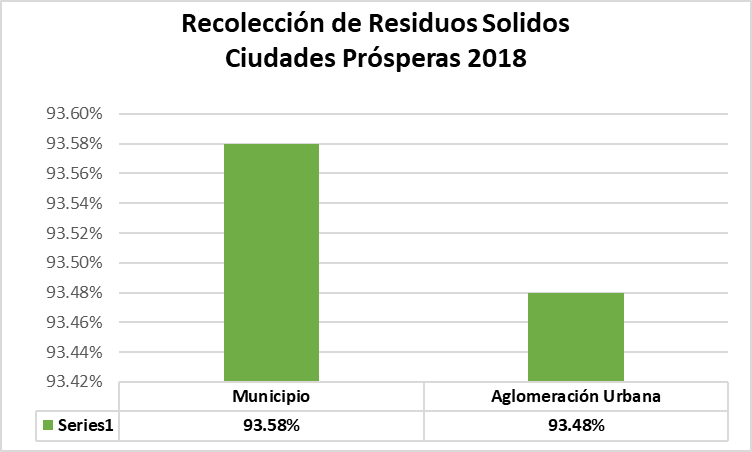 Recolección de Residuos Solidos
Ciudades Prósperas 2018
93.60%
93.58%
93.56%
93.54%
93.52%
93.50%
93.48%
93.46%
93.44%
93.42%
Municipio Aglomeración Urbana
Series1 93.58% 93.48%